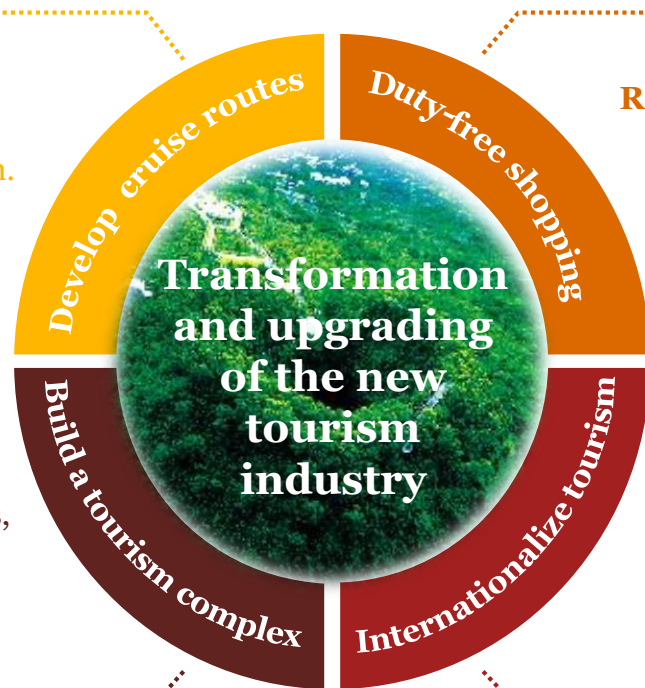 Develop cruise routes
Duty-free shopping
R
Transformation
and upgrading
of the new
tourism
industry
Build a tourism complex
Internationalize tourism